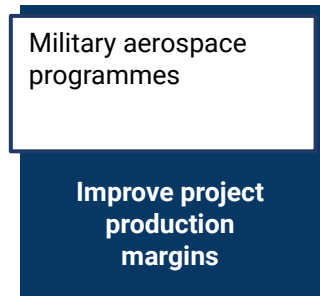 Military aerospace
programmes
Improve project
production
margins